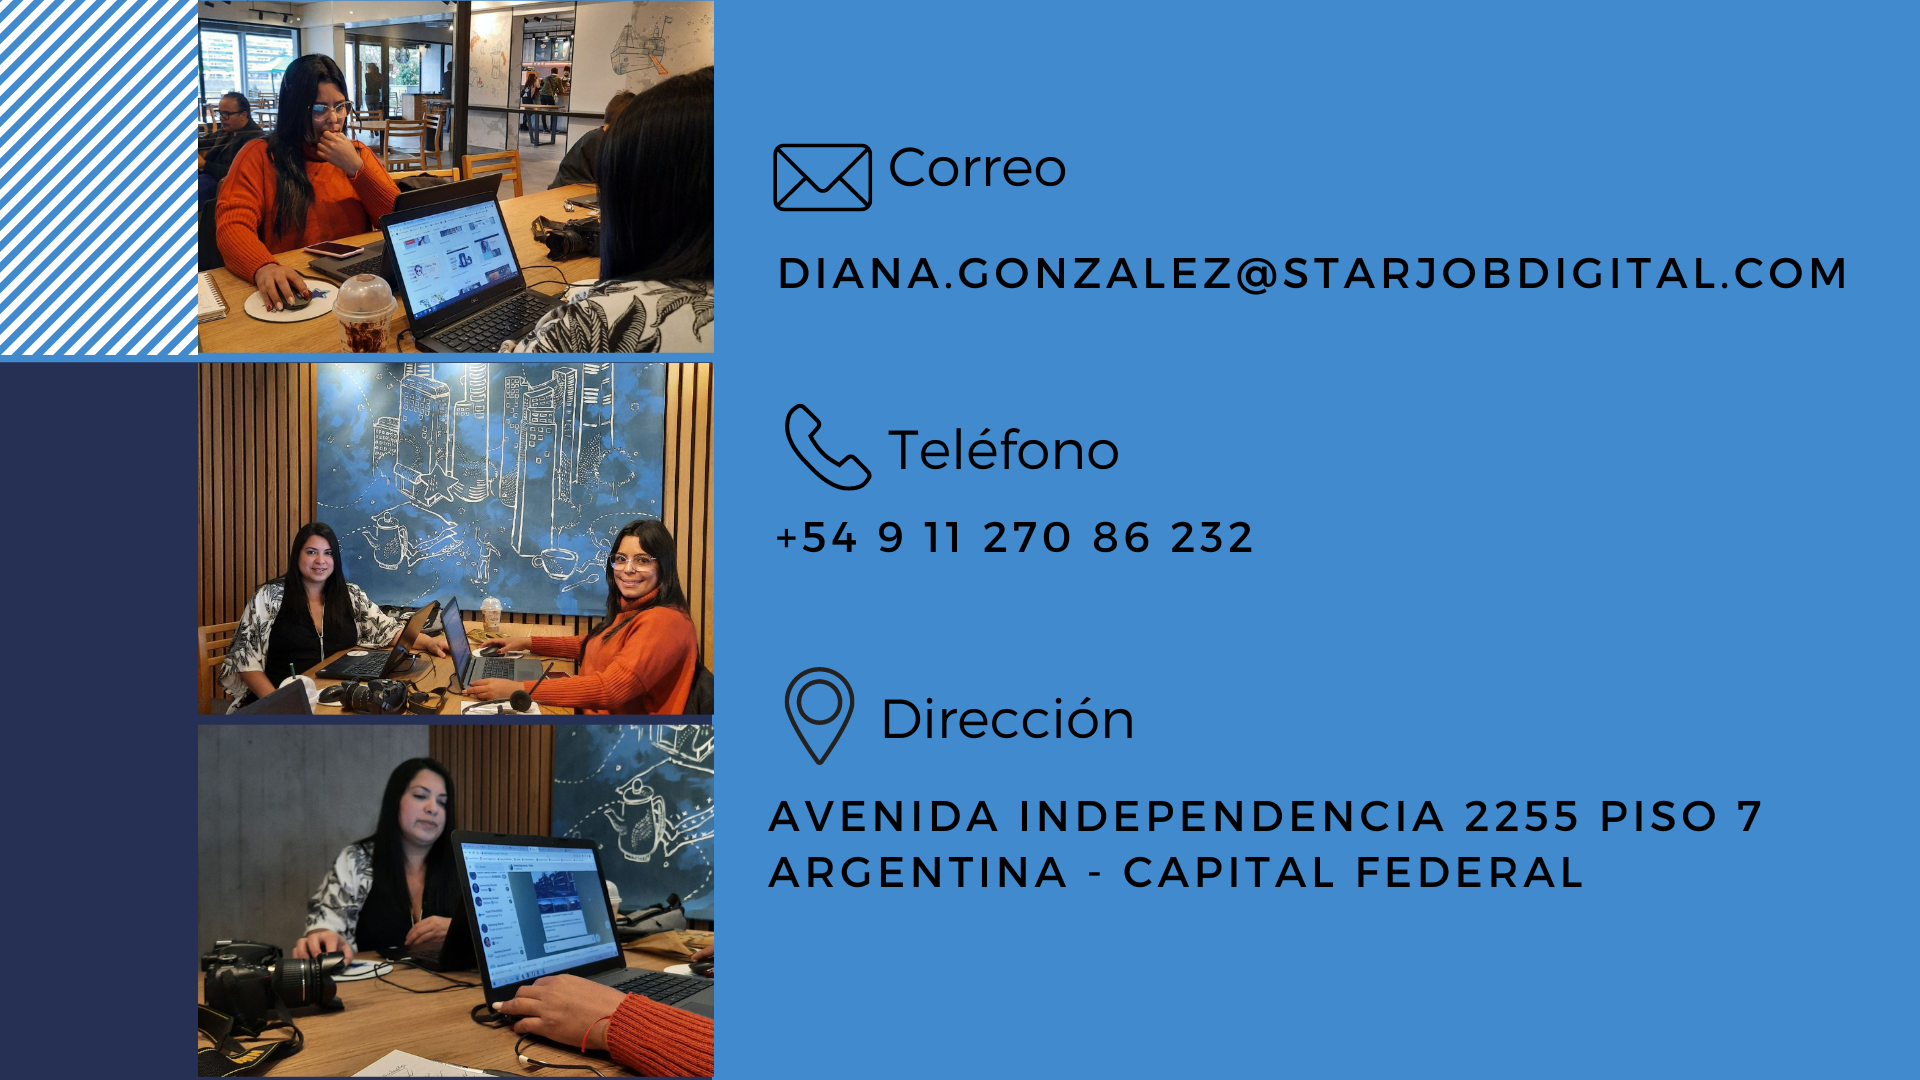 Correo
DIANA.GONZALEZ@STARJOBDIGITAL.COM
Teléfono
+54 9 11 270 86 232
Dirección
AVENIDA INDEPENDENCIA 2255 PISO 7
ARGENTINA - CAPITAL FEDERAL